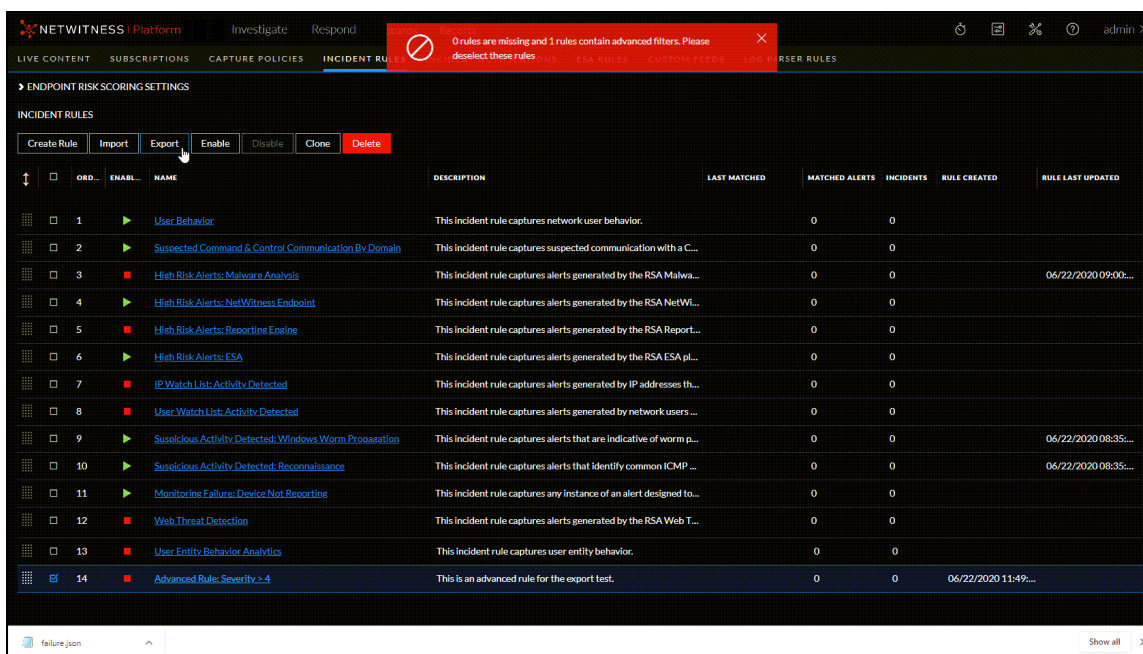 NETWITNESS | Platform Investigate Respond Reports admin
0 rules are missing and 1 rules contain advanced filters. Please
deselect these rules
LIVE CONTENT SUBSCRIPTIONS CAPTURE POLICIES INCIDENT RULES ESA RULES CUSTOM FEEDS LOG PARSER RULES
ENDPOINT RISK SCORING SETTINGS
INCIDENT RULES
Create Rule Import Export Enable Disable Clone Delete
ORD... ENABL... NAME DESCRIPTION LAST MATCHED MATCHED ALERTS INCIDENTS RULE CREATED RULE LAST UPDATED
1 User Behavior This incident rule captures network user behavior. 0 0
2 Suspected Command & Control Communication By Domain This incident rule captures suspected communication with a C... 0 0
3 High Risk Alerts: Malware Analysis This incident rule captures alerts generated by the RSA Malwa... 0 0 06/22/2020 09:00:...
4 High Risk Alerts: NetWitness Endpoint This incident rule captures alerts generated by the RSA NetWi... 0 0
5 High Risk Alerts: Reporting Engine This incident rule captures alerts generated by the RSA Report... 0 0
6 High Risk Alerts: ESA This incident rule captures alerts generated by the RSA ESA pl... 0 0
7 IP Watch List: Activity Detected This incident rule captures alerts generated by IP addresses th... 0 0
8 User Watch List: Activity Detected This incident rule captures alerts generated by network users ... 0 0
9 Suspicious Activity Detected: Windows Worm Propagation This incident rule captures alerts that are indicative of worm p... 0 0 06/22/2020 08:35:...
10 Suspicious Activity Detected: Reconnaissance This incident rule captures alerts that identify common ICMP ... 0 0 06/22/2020 08:35:...
11 Monitoring Failure: Device Not Reporting This incident rule captures any instance of an alert designed to... 0 0
12 Web Threat Detection This incident rule captures alerts generated by the RSA Web T... 0 0
13 User Entity Behavior Analytics This incident rule captures user entity behavior. 0 0
14 Advanced Rule: Severity > 4 This is an advanced rule for the export test. 0 0 06/22/2020 11:49:...
failure.json Show all